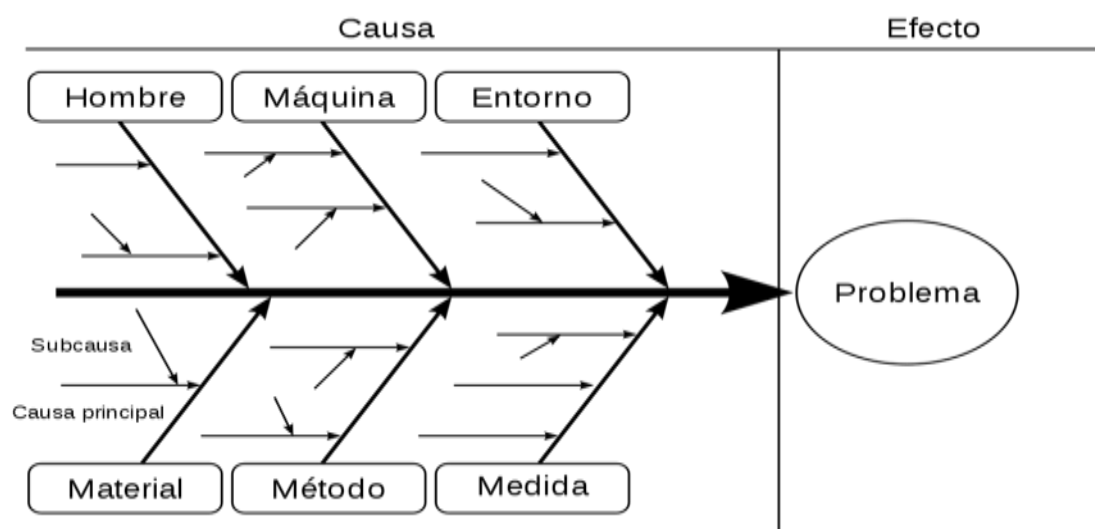 Causa
Efecto
Hombre
Máquina
Entorno
Problema
Subcausa
Causa principal
Material
Método
Medida